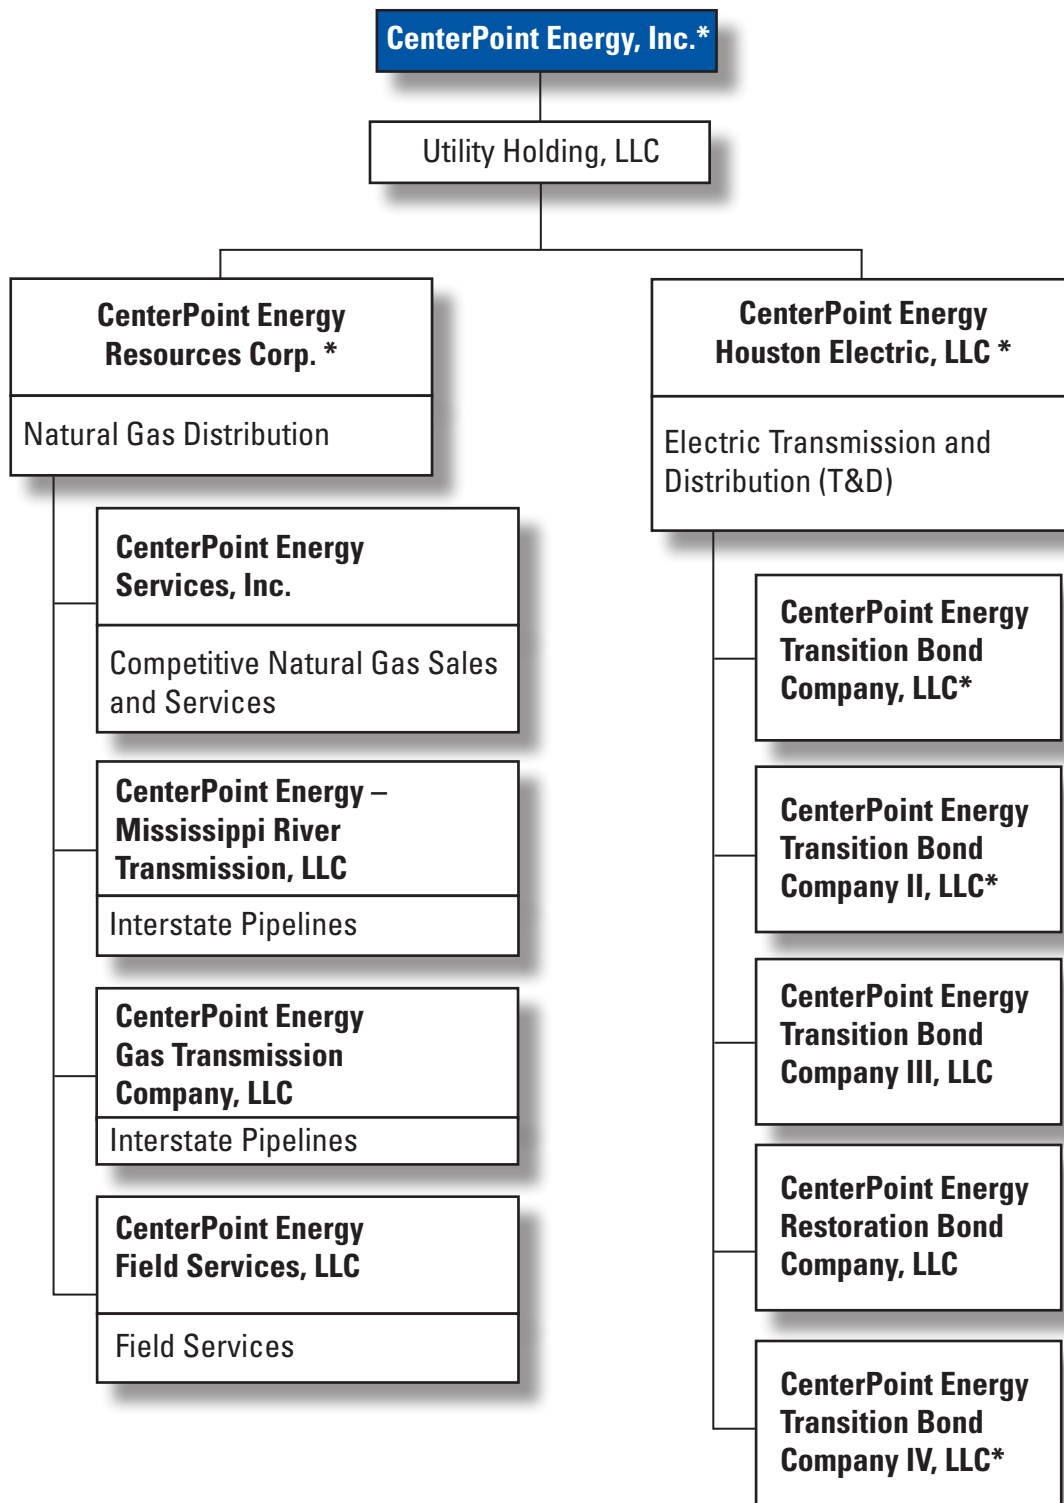 CenterPoint Energy, Inc.*
Utility Holding, LLC
CenterPoint Energy
Resources Corp. *
Natural Gas Distribution
CenterPoint Energy
Services, Inc.
Competitive Natural Gas Sales
and Services
CenterPoint Energy –
Mississippi River
Transmission, LLC
Interstate Pipelines
CenterPoint Energy
Gas Transmission
Company, LLC
Interstate Pipelines
CenterPoint Energy
Field Services, LLC
Field Services
CenterPoint Energy
Houston Electric, LLC *
Electric Transmission and
Distribution (T&D)
CenterPoint Energy
Transition Bond
Company, LLC*
CenterPoint Energy
Transition Bond
Company II, LLC*
CenterPoint Energy
Transition Bond
Company III, LLC
CenterPoint Energy
Restoration Bond
Company, LLC
CenterPoint Energy
Transition Bond
Company IV, LLC*